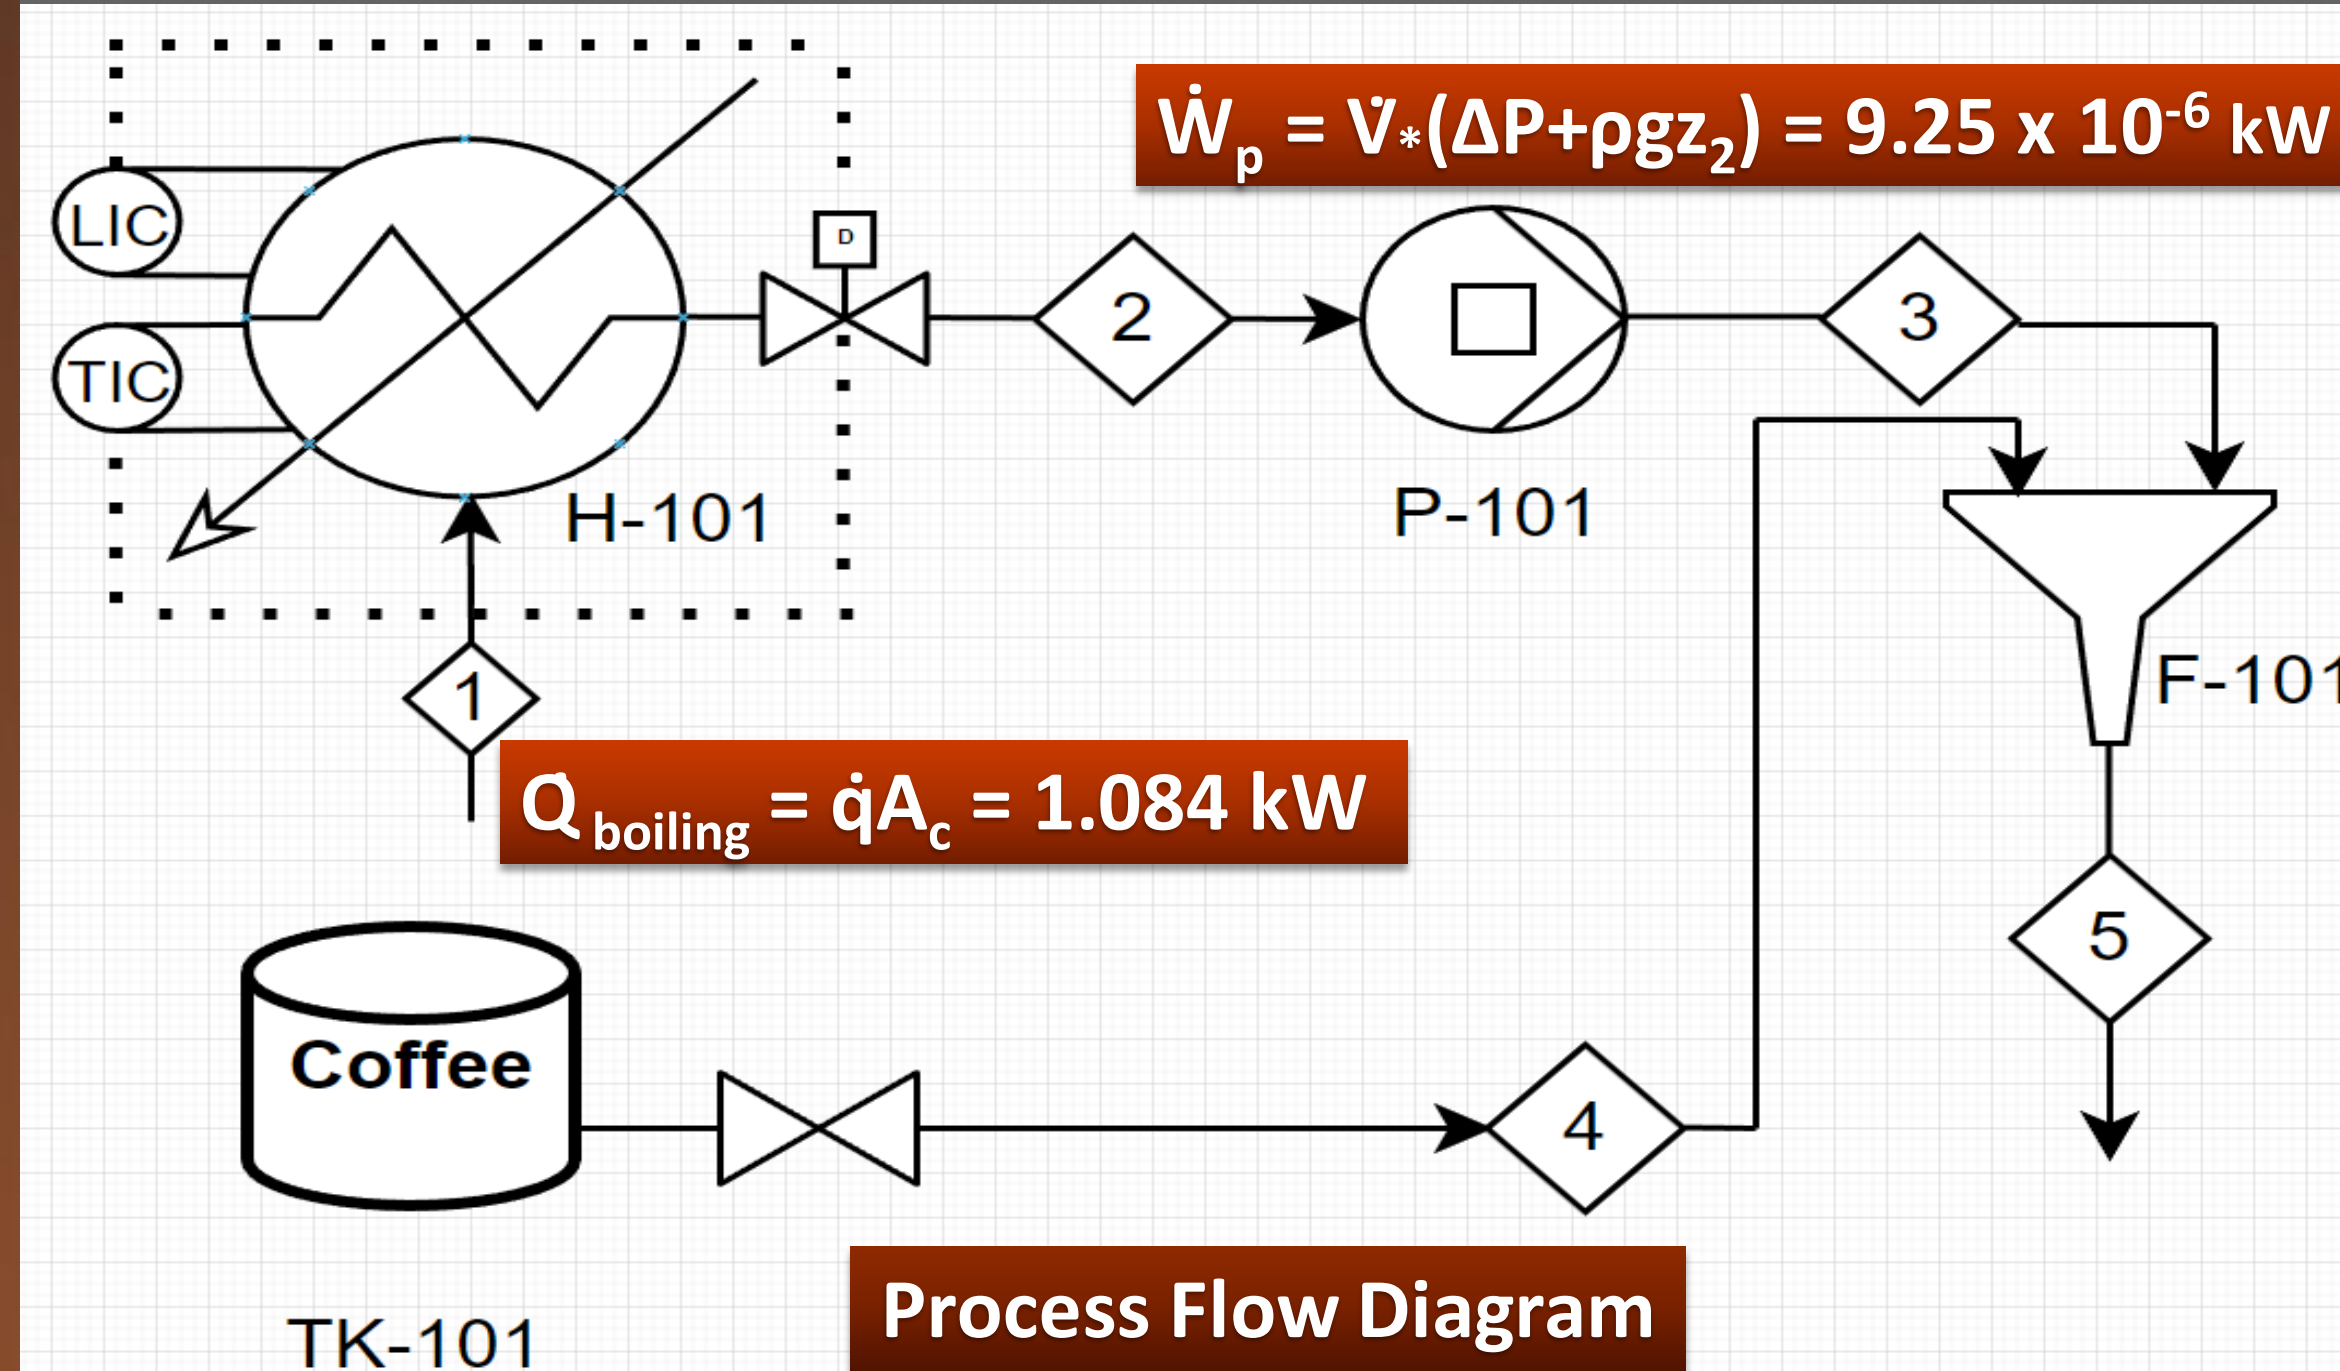 Ẇp = V̇*(ΔP+ρgz₂) = 9.25 x 10⁻⁶ kW
LIC
D
TIC
2
3
H-101
P-101
F-101
1
Q̇ boiling = q̇Ac = 1.084 kW
5
Coffee
4
TK-101
Process Flow Diagram